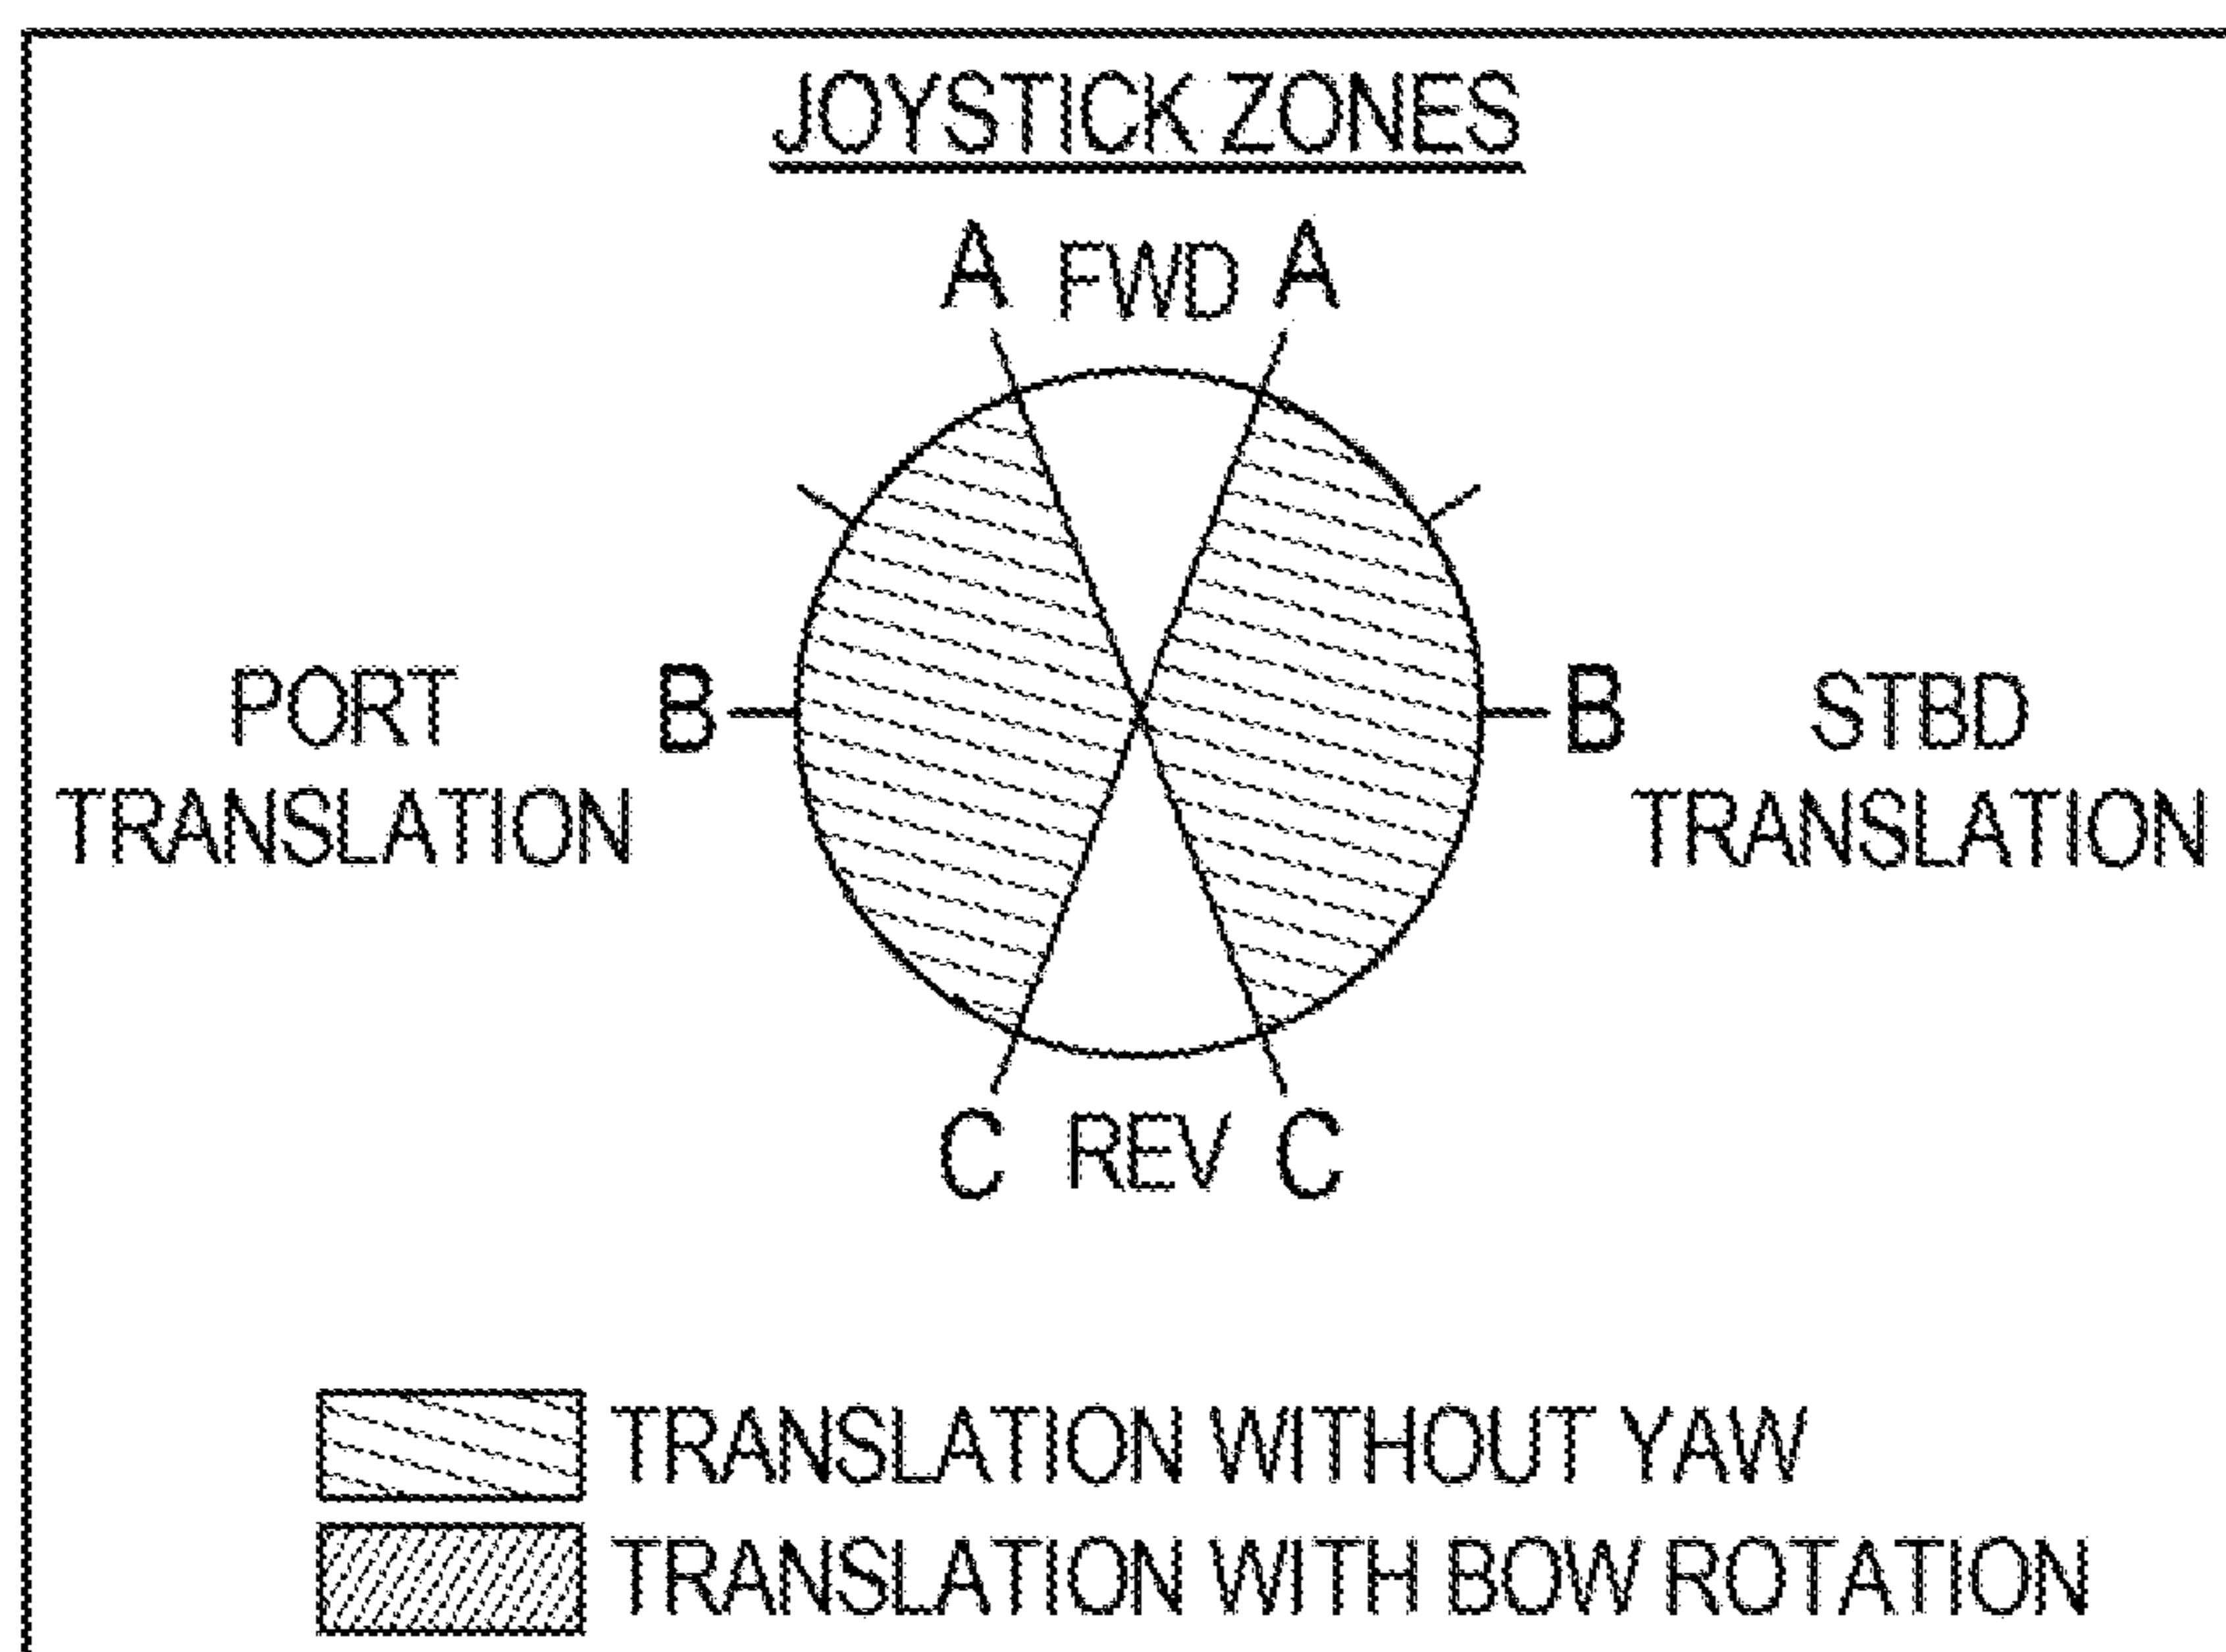 JOYSTICK ZONES
A FWD A
PORT TRANSLATION
B
B
STBD TRANSLATION
C REV C
TRANSLATION WITHOUT YAW
TRANSLATION WITH BOW ROTATION